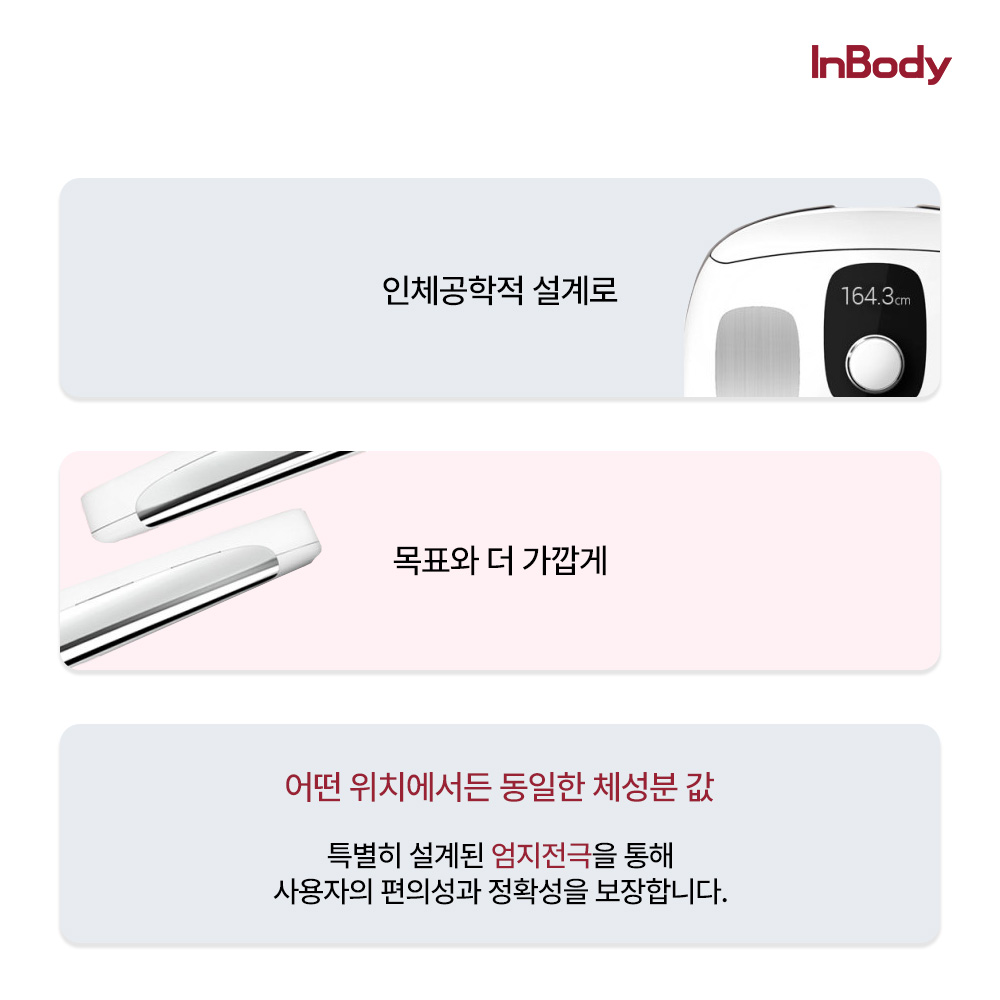 InBody
인체공학적 설계로
164.3cm
목표와 더 가깝게
어떤 위치에서든 동일한 체성분 값
특별히 설계된 엄지전극을 통해
사용자의 편의성과 정확성을 보장합니다.